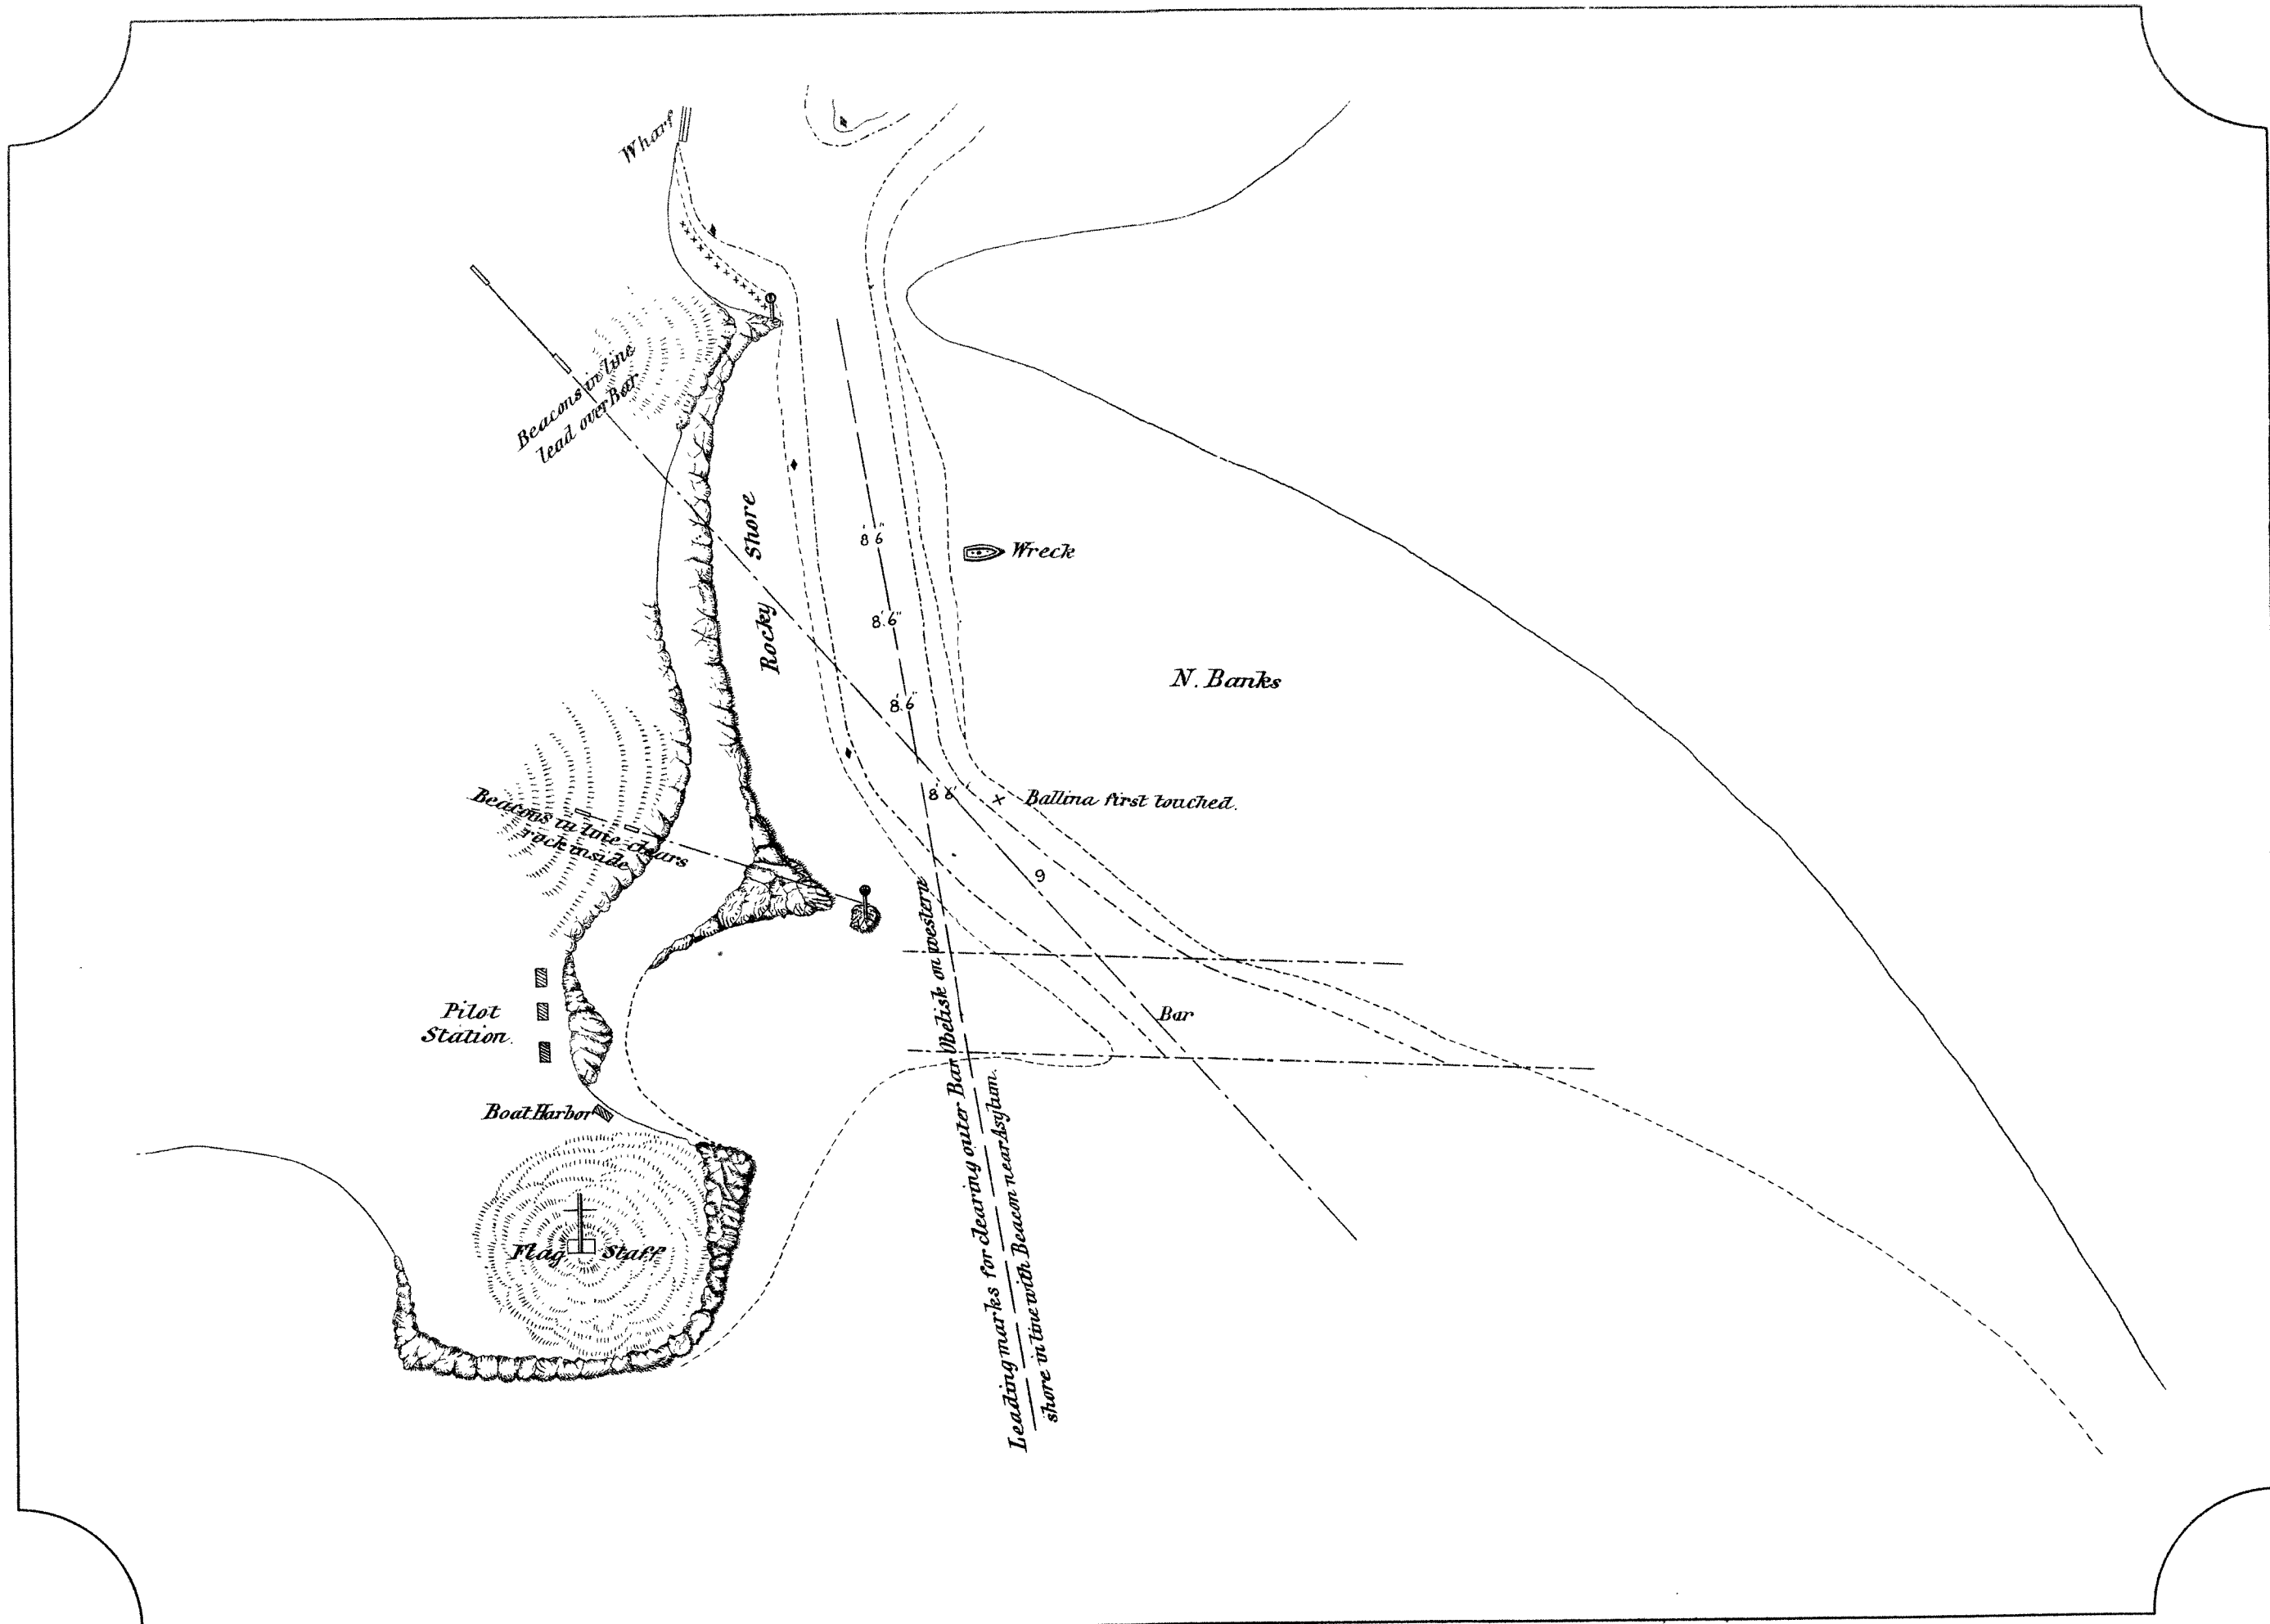 Wharf
Beacons in line
lead over Bar
Rocky Shore
8'6"
Wreck
8'.6"
N. Banks
8'.6"
8'6'
Ballina first touched.
Beacons in line clears
rock inside
9
Pilot
Station.
Bar
Boat Harbor
Flag Staff
Leading marks for clearing outer Bar Obelisk on western
shore in line with Beacon near Asylum.